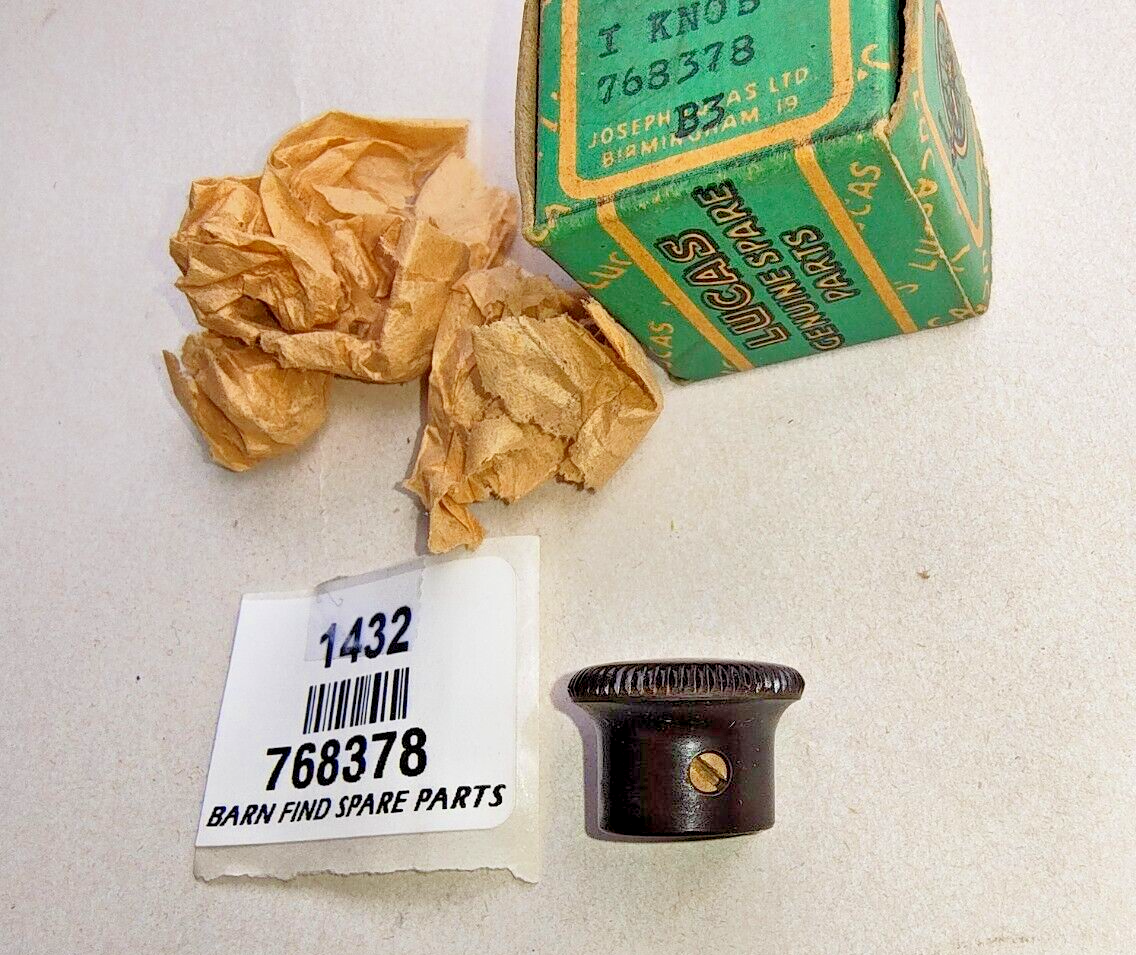 1 KNOB
768378
B3
JOSEPH LUCAS LTD
BIRMINGHAM 19
LUCAS
GENUINE SPARE
PARTS
LUCAS
1432
768378
BARN FIND SPARE PARTS